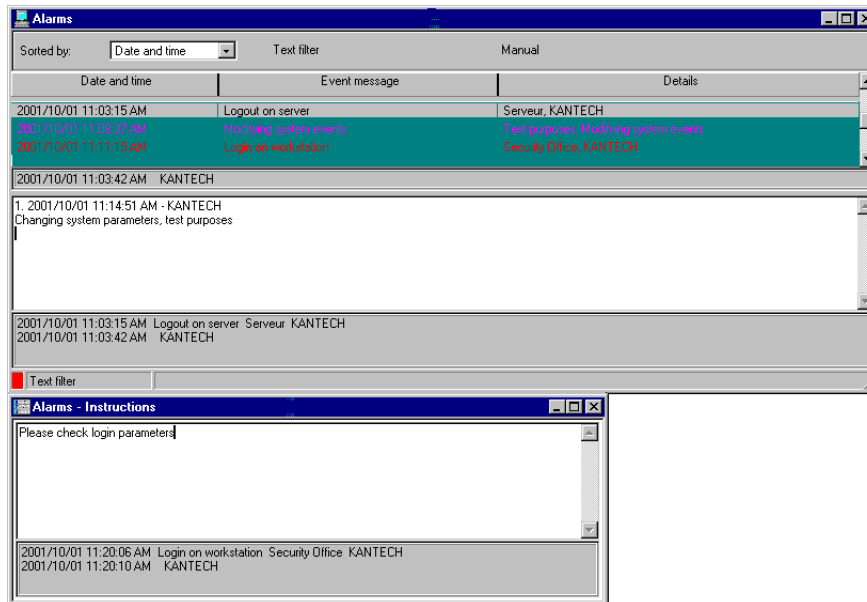 Alarms
Sorted by: Date and time Text filter Manual
Date and time Event message Details
2001/10/01 11:03:15 AM Logout on server Serveur, KANTECH
2001/10/01 11:06:37 AM Modifying system events Test purposes, Modifying system events
2001/10/01 11:11:15 AM Login on workstation Security Office, KANTECH
2001/10/01 11:03:42 AM KANTECH
1. 2001/10/01 11:14:51 AM - KANTECH
Changing system parameters, test purposes
2001/10/01 11:03:15 AM Logout on server Serveur KANTECH
2001/10/01 11:03:42 AM KANTECH
Text filter
Alarms - Instructions
Please check login parameters
2001/10/01 11:20:06 AM Login on workstation Security Office KANTECH
2001/10/01 11:20:10 AM KANTECH